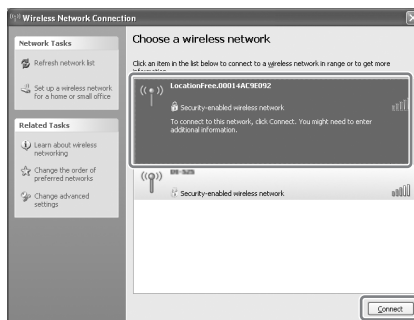 Wireless Network Connection
Network Tasks
Refresh network list
Set up a wireless network
for a home or small office
Related Tasks
Learn about wireless
networking
Change the order of
preferred networks
Change advanced
settings
Choose a wireless network
Click an item in the list below to connect to a wireless network in range or to get more
LocationFree.00014AC9E092
Security-enabled wireless network
To connect to this network, click Connect. You might need to enter
additional information.
Security-enabled wireless network
Connect